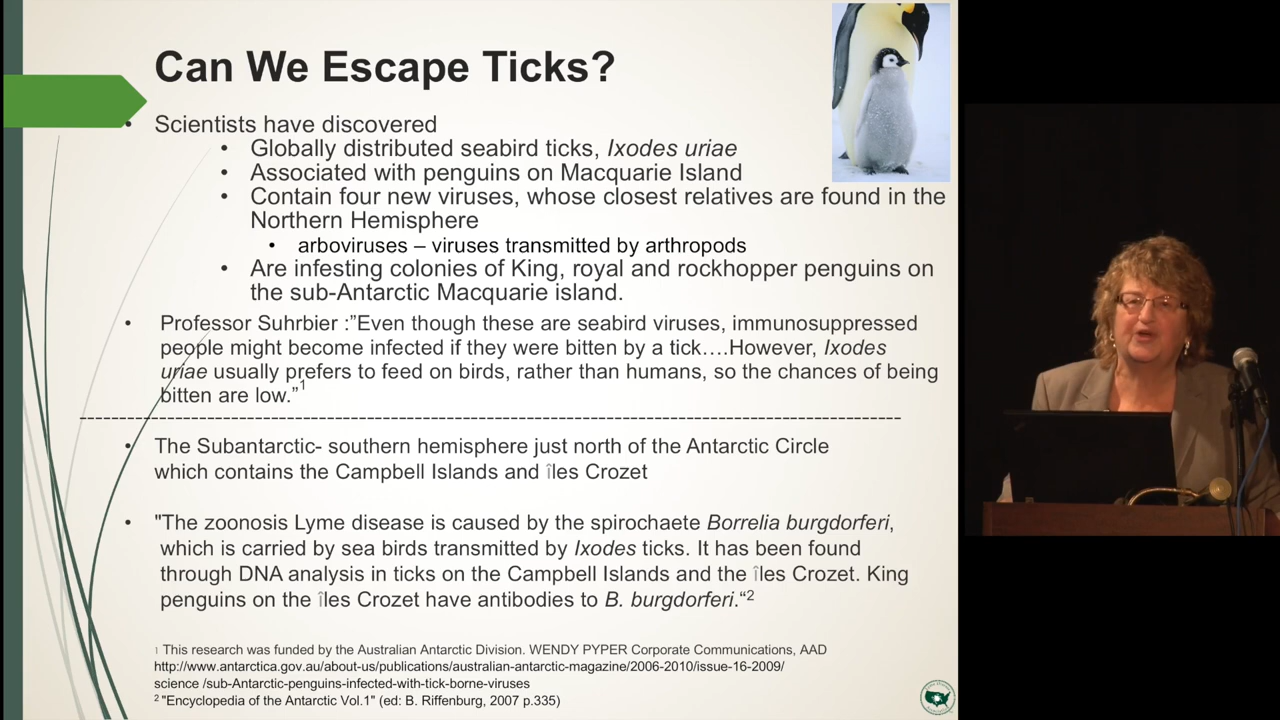 Can We Escape Ticks?
• Scientists have discovered
• Globally distributed seabird ticks, Ixodes uriae
• Associated with penguins on Macquarie Island
• Contain four new viruses, whose closest relatives are found in the
Northern Hemisphere
• arboviruses – viruses transmitted by arthropods
• Are infesting colonies of King, royal and rockhopper penguins on
the sub-Antarctic Macquarie island.
• Professor Suhrbier :”Even though these are seabird viruses, immunosuppressed
people might become infected if they were bitten by a tick….However, Ixodes
uriae usually prefers to feed on birds, rather than humans, so the chances of being
bitten are low.”1
• The Subantarctic- southern hemisphere just north of the Antarctic Circle
which contains the Campbell Islands and îles Crozet
• "The zoonosis Lyme disease is caused by the spirochaete Borrelia burgdorferi,
which is carried by sea birds transmitted by Ixodes ticks. It has been found
through DNA analysis in ticks on the Campbell Islands and the îles Crozet. King
penguins on the îles Crozet have antibodies to B. burgdorferi.“2
1 This research was funded by the Australian Antarctic Division. WENDY PYPER Corporate Communications, AAD
http://www.antarctica.gov.au/about-us/publications/australian-antarctic-magazine/2006-2010/issue-16-2009/
science /sub-Antarctic-penguins-infected-with-tick-borne-viruses
2 "Encyclopedia of the Antarctic Vol.1" (ed: B. Riffenburg, 2007 p.335)